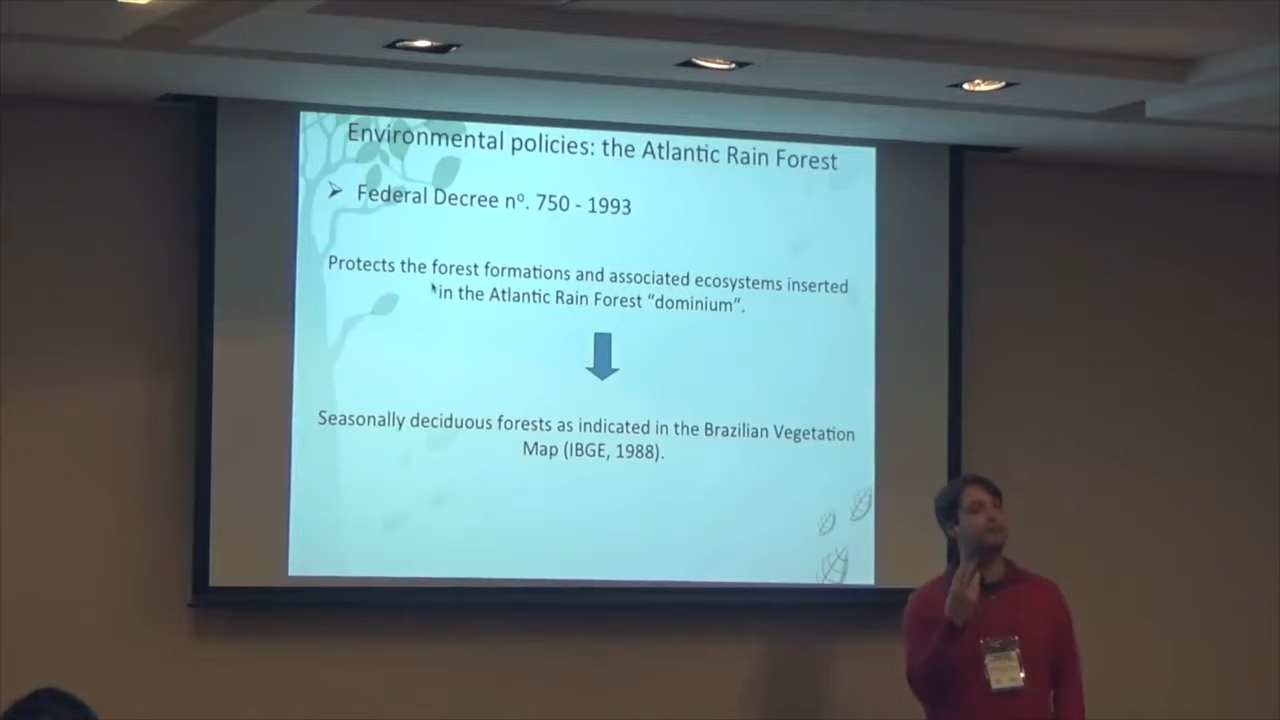 Environmental policies: the Atlantic Rain Forest
➢ Federal Decree nº. 750 - 1993
Protects the forest formations and associated ecosystems inserted
in the Atlantic Rain Forest “dominium”.
Seasonally deciduous forests as indicated in the Brazilian Vegetation
Map (IBGE, 1988).